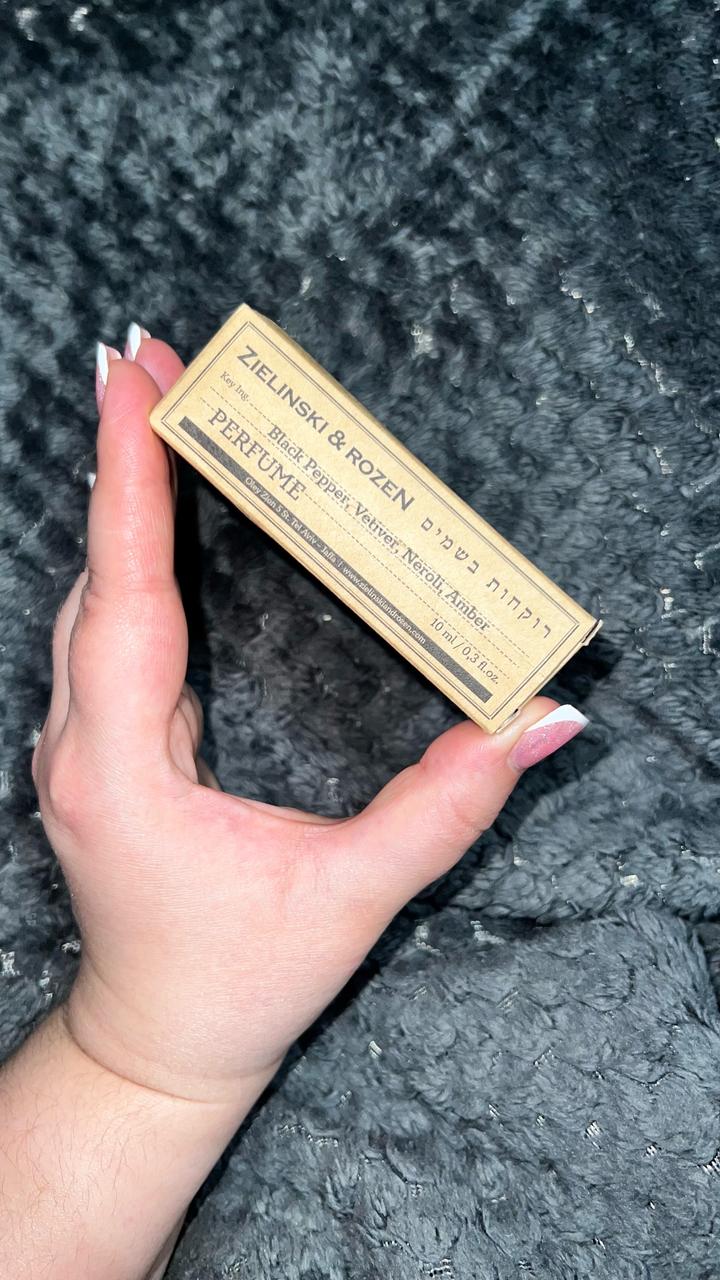 ZIELINSKI & ROZEN רוקחות בשמים
Key Ing.
Black Pepper, Vetiver, Neroli, Amber
PERFUME 10 ml / 0,3 fl.oz.
Oley Zion 5 St. Tel Aviv - Jaffa | www.zielinskiandrozen.com